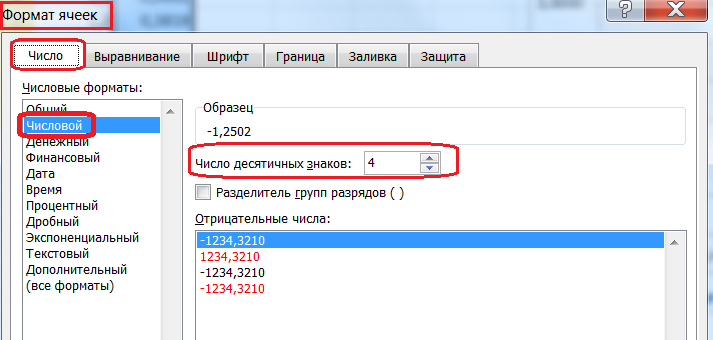 Формат ячеек
Число Выравнивание Шрифт Граница Заливка Защита
Числовые форматы:
Общий
Числовой
Денежный
Финансовый
Дата
Время
Процентный
Дробный
Экспоненциальный
Текстовый
Дополнительный
(все форматы)
Образец
-1,2502
Число десятичных знаков: 4
Разделитель групп разрядов ( )
Отрицательные числа:
-1234,3210
1234,3210
-1234,3210
-1234,3210